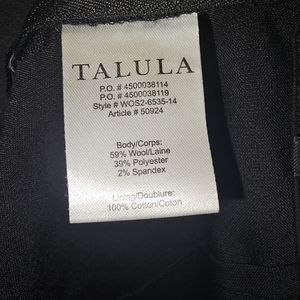 TALULA
P.O. # 4500038114
P.O. # 4500038119
Style # WOS2-6535-14
Article # 50924
Body/Corps:
59% Wool/Laine
39% Polyester
2% Spandex
Lining/Doublure:
100% Cotton/Coton